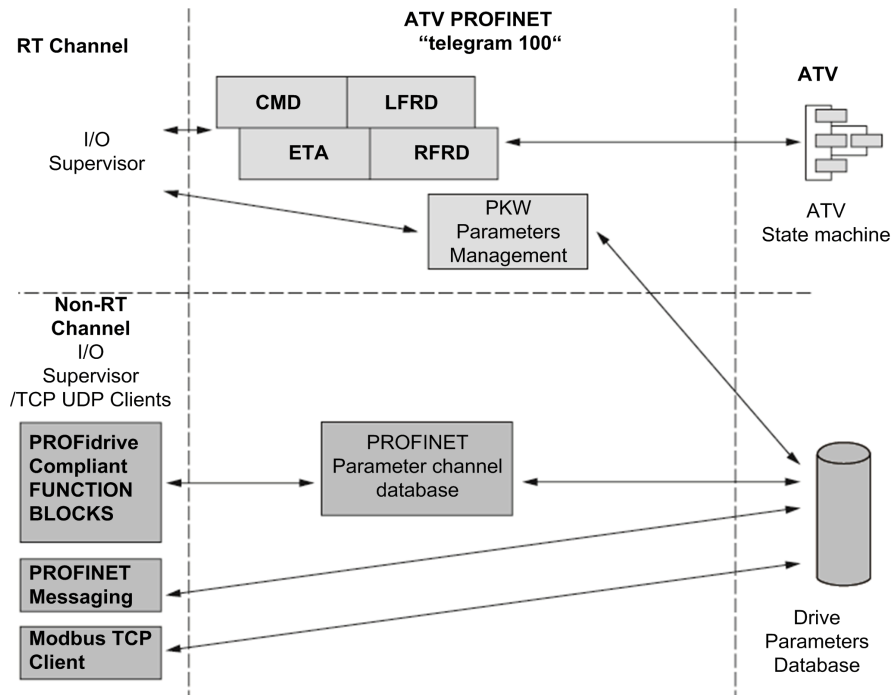 RT Channel
ATV PROFINET
“telegram 100“
ATV
CMD
LFRD
ETA
RFRD
I/O
Supervisor
PKW
Parameters
Management
ATV
State machine
Non-RT
Channel
I/O
Supervisor
/TCP UDP Clients
PROFidrive
Compliant
FUNCTION
BLOCKS
PROFINET
Parameter channel
database
PROFINET
Messaging
Modbus TCP
Client
Drive
Parameters
Database